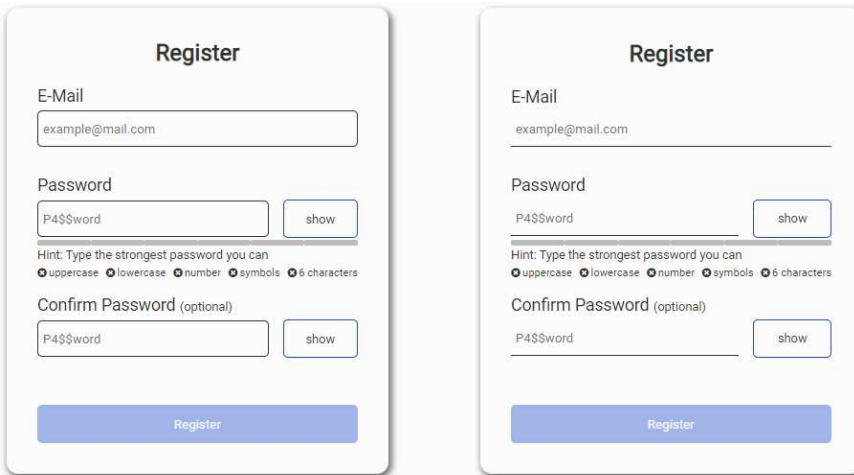 Register
E-Mail
example@mail.com
Password
P4$$word
show
Hint: Type the strongest password you can
uppercase lowercase number symbols 6 characters
Confirm Password (optional)
P4$$word
show
Register
Register
E-Mail
example@mail.com
Password
P4$$word
show
Hint: Type the strongest password you can
uppercase lowercase number symbols 6 characters
Confirm Password (optional)
P4$$word
show
Register